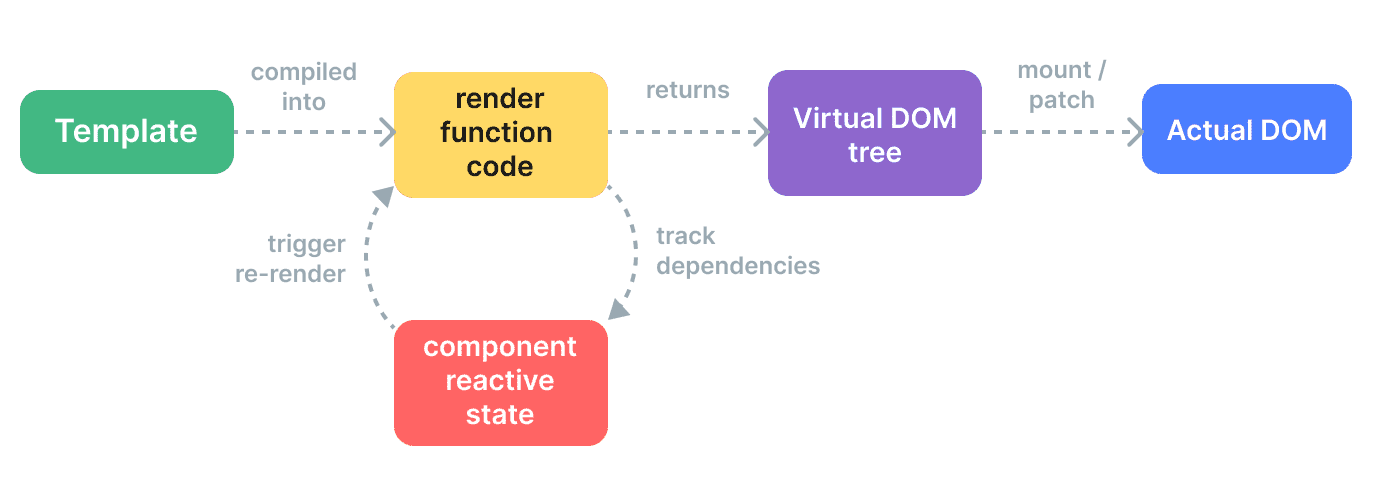 compiled
into
returns
mount /
patch
Template
render
function
code
Virtual DOM
tree
Actual DOM
trigger
re-render
track
dependencies
component
reactive
state